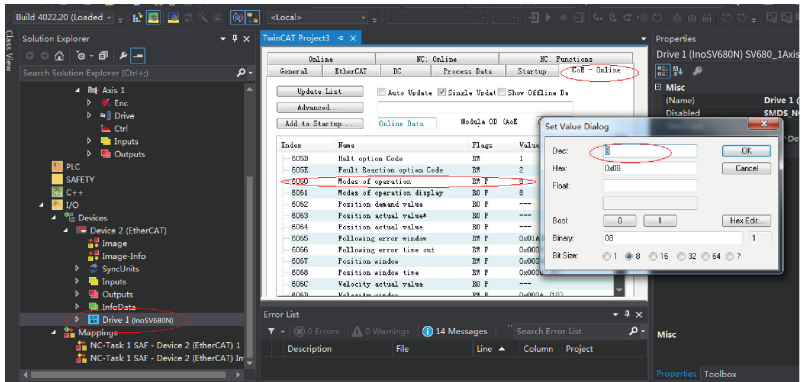 Build 4022.20 (Loaded
<Local>
Class View
Solution Explorer
Search Solution Explorer (Ctrl+;)
Axis 1
Enc
Drive
Ctrl
Inputs
Outputs
PLC
SAFETY
C++
I/O
Devices
Device 2 (EtherCAT)
Image
Image-Info
SyncUnits
Inputs
Outputs
InfoData
Drive 1 (InoSV680N)
Mappings
NC-Task 1 SAF - Device 2 (EtherCAT) 1
NC-Task 1 SAF - Device 2 (EtherCAT) In
TwinCAT Project3
Online NC: Online NC: Functions
General EtherCAT DC Process Data Startup CoE - Online
Update List Auto Update Single Updat Show Offline Da
Advanced...
Add to Startup... Online Data Module OD (AoE
Index Name Flags Value
605D Halt option Code RW 1
605E Fault Reaction option Code RW 2
6060 Modes of operation RW P
6061 Modes of operation display RO P 8
6062 Position demand value RO P ---
6063 Position actual value* RO P ---
6064 Position actual value RO P ---
6065 Following error window RW P
6066 Following error time out RW P
6067 Position window RW P
6068 Position window time RW P
606C Velocity actual value RO P ---
Set Value Dialog
Dec: 8 OK
Hex: 0x08 Cancel
Float:
Bool: 0 1 Hex Edit...
Binary: 08 1
Bit Size: 1 8 16 32 64 ?
Error List
0 Errors 0 Warnings 14 Messages Search Error List
Description File Line Column Project
Properties
Drive 1 (InoSV680N) SV680_1Axis
Misc
(Name) Drive 1 (
Disabled SMDS_NO
Misc
Properties Toolbox